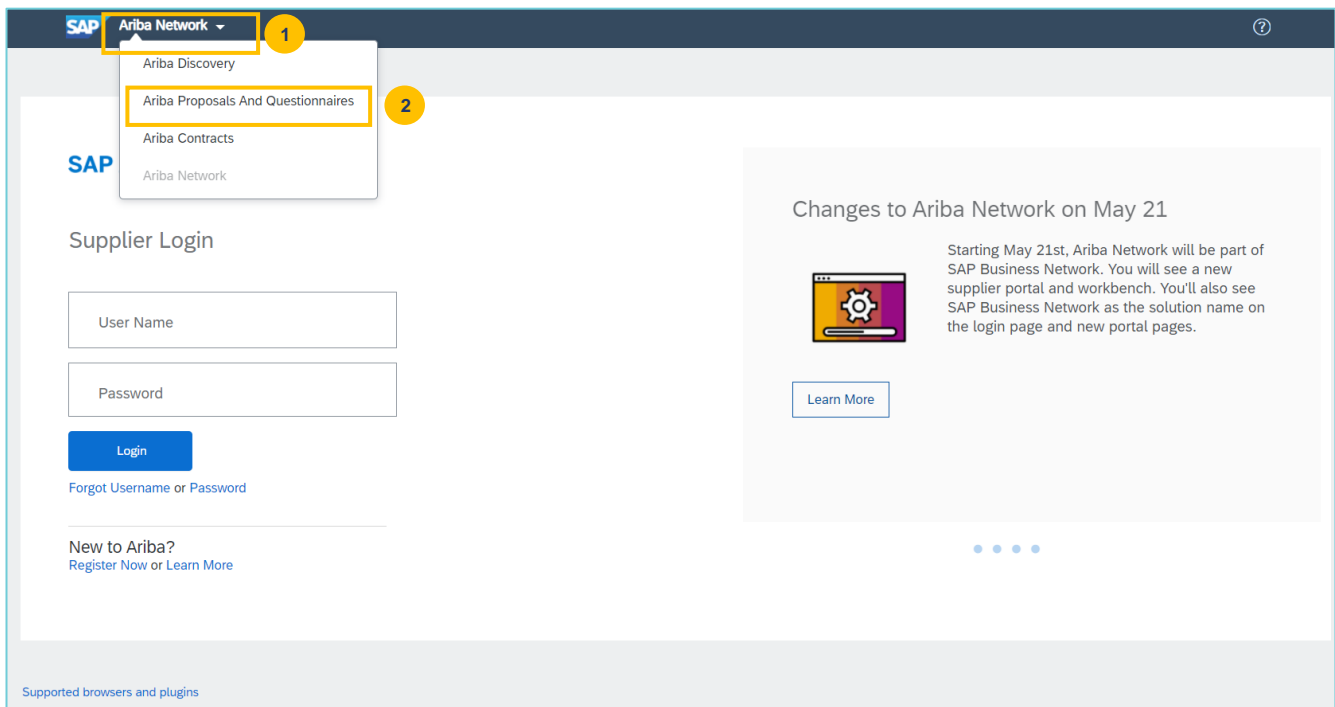 SAP Ariba Network
1
Ariba Discovery
Ariba Proposals And Questionnaires
2
Ariba Contracts
Ariba Network
SAP
Supplier Login
User Name
Password
Login
Forgot Username or Password
New to Ariba?
Register Now or Learn More
Changes to Ariba Network on May 21
Starting May 21st, Ariba Network will be part of
SAP Business Network. You will see a new
supplier portal and workbench. You'll also see
SAP Business Network as the solution name on
the login page and new portal pages.
Learn More
Supported browsers and plugins